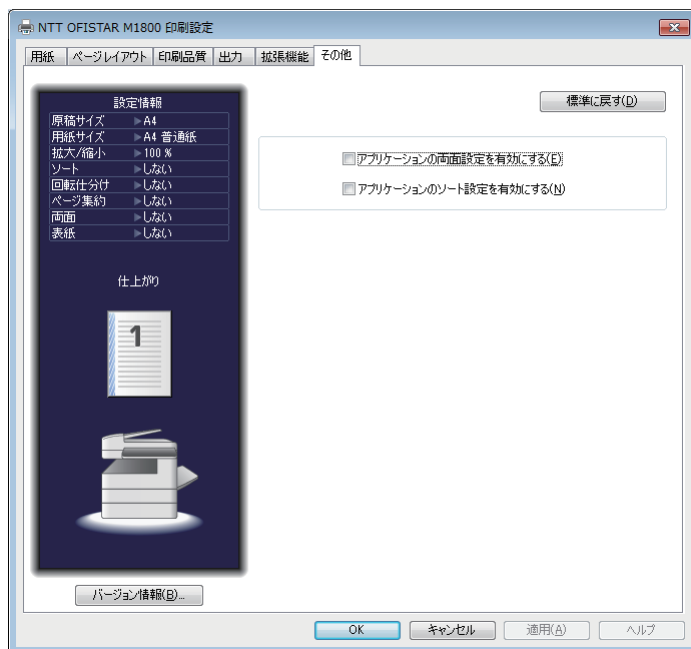 NTT OFISTAR M1800 印刷設定
用紙 ページレイアウト 印刷品質 出力 拡張機能 その他
設定情報
原稿サイズ ▶A4
用紙サイズ ▶A4 普通紙
拡大/縮小 ▶100 %
ソート ▶しない
回転仕分け ▶しない
ページ集約 ▶しない
両面 ▶しない
表紙 ▶しない
仕上がり
1
バージョン情報(B)...
標準に戻す(D)
アプリケーションの両面設定を有効にする(E)
アプリケーションのソート設定を有効にする(N)
OK キャンセル 適用(A) ヘルプ